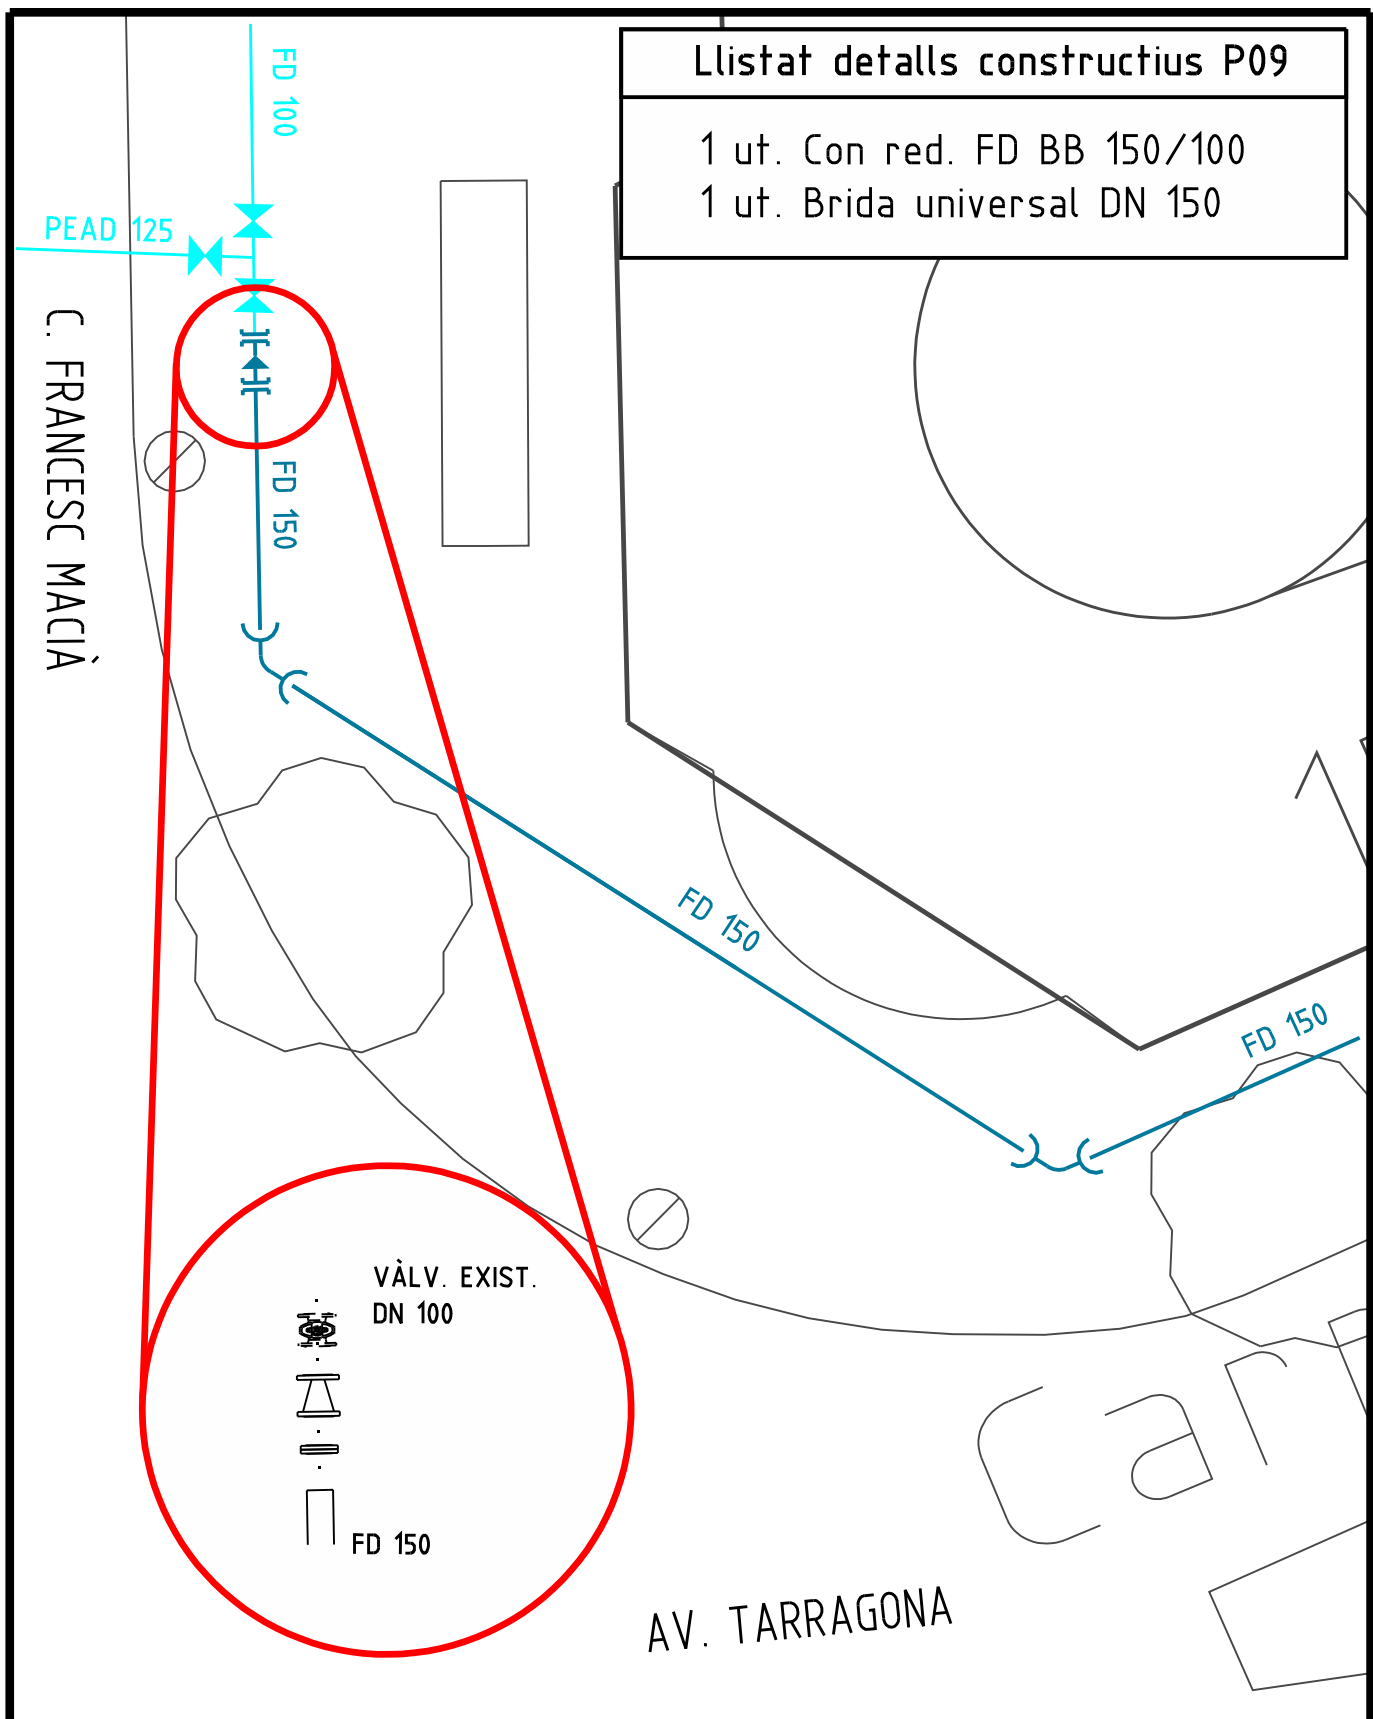 Llistat detalls constructius P09
1 ut. Con red. FD BB 150/100
1 ut. Brida universal DN 150
FD 100
PEAD 125
C. FRANCESC MACIÀ
FD 150
FD 150
FD 150
VÀLV. EXIST.
DN 100
FD 150
AV. TARRAGONA